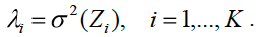 λᵢ = σ²(Zᵢ),   i = 1,..., K .